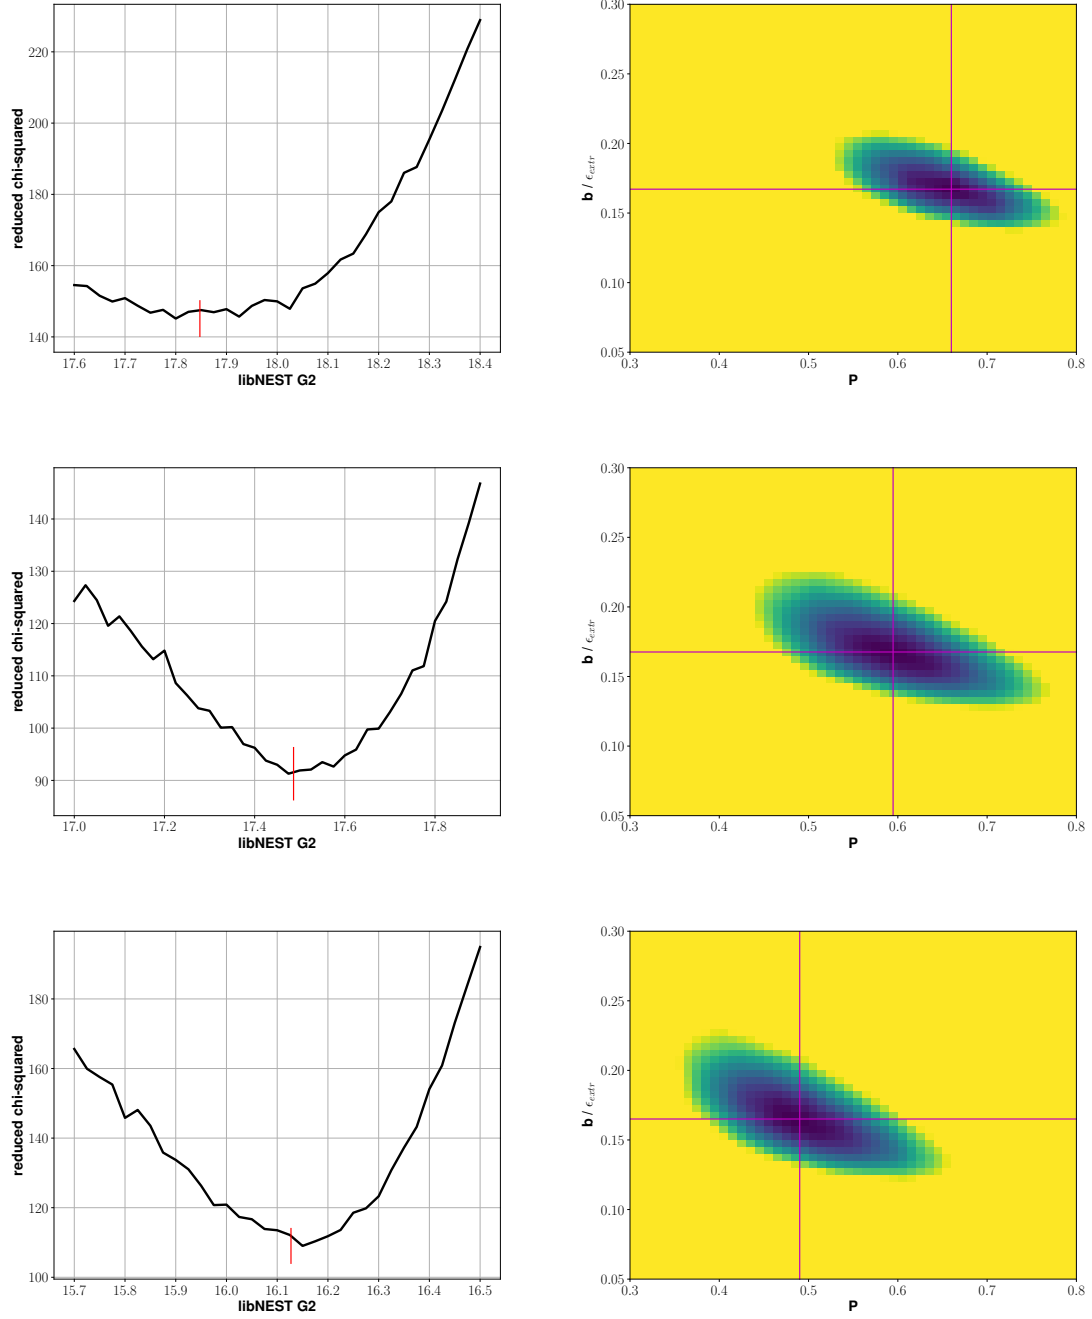 220
200
180
160
140
reduced chi-squared
17.6 17.7 17.8 17.9 18.0 18.1 18.2 18.3 18.4
libNEST G2
0.30
0.25
0.20
0.15
0.10
0.05
b / ϵextr
0.3 0.4 0.5 0.6 0.7 0.8
P
140
130
120
110
100
90
reduced chi-squared
17.0 17.2 17.4 17.6 17.8
libNEST G2
0.30
0.25
0.20
0.15
0.10
0.05
b / ϵextr
0.3 0.4 0.5 0.6 0.7 0.8
P
180
160
140
120
100
reduced chi-squared
15.7 15.8 15.9 16.0 16.1 16.2 16.3 16.4 16.5
libNEST G2
0.30
0.25
0.20
0.15
0.10
0.05
b / ϵextr
0.3 0.4 0.5 0.6 0.7 0.8
P